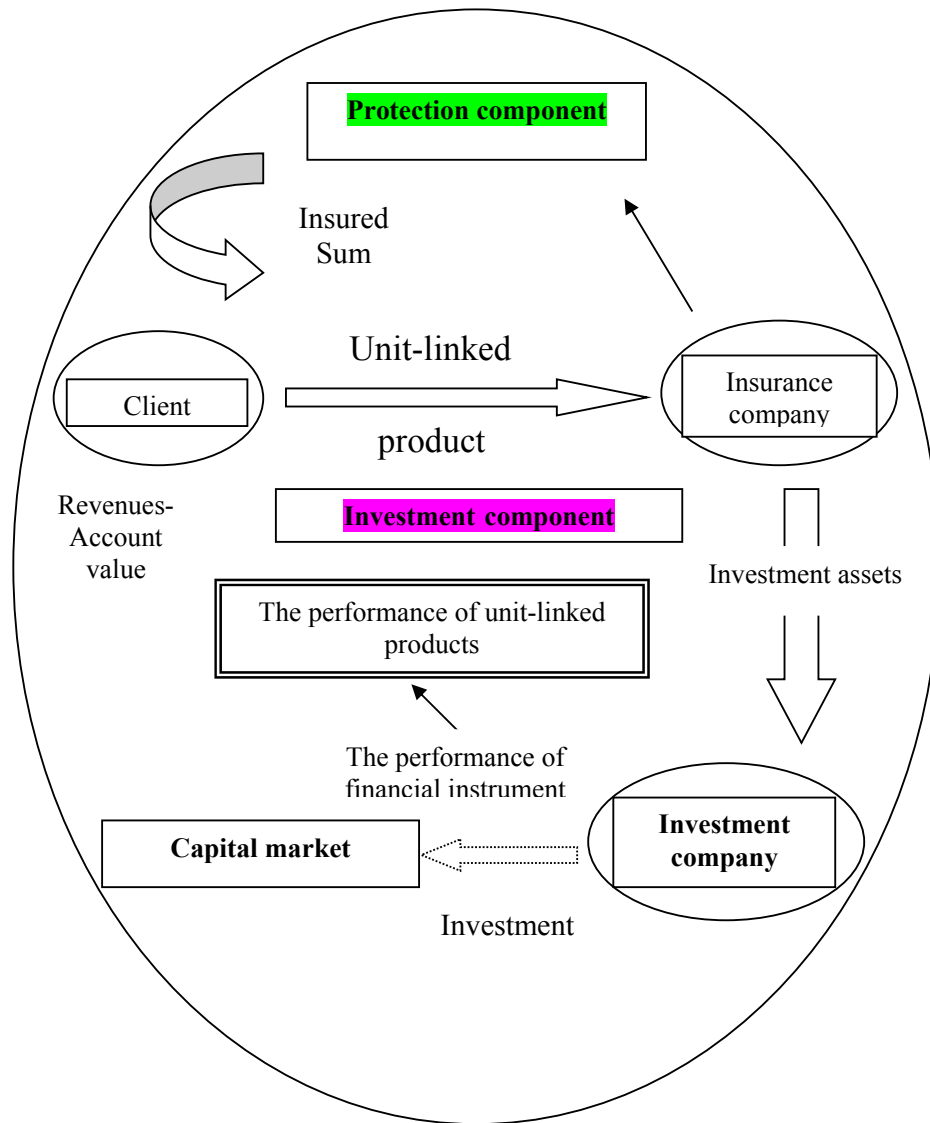 Protection component
Insured
Sum
Unit-linked
product
Client
Insurance
company
Revenues-
Account
value
Investment component
Investment assets
The performance of unit-linked
products
The performance of
financial instrument
Capital market
Investment
company
Investment